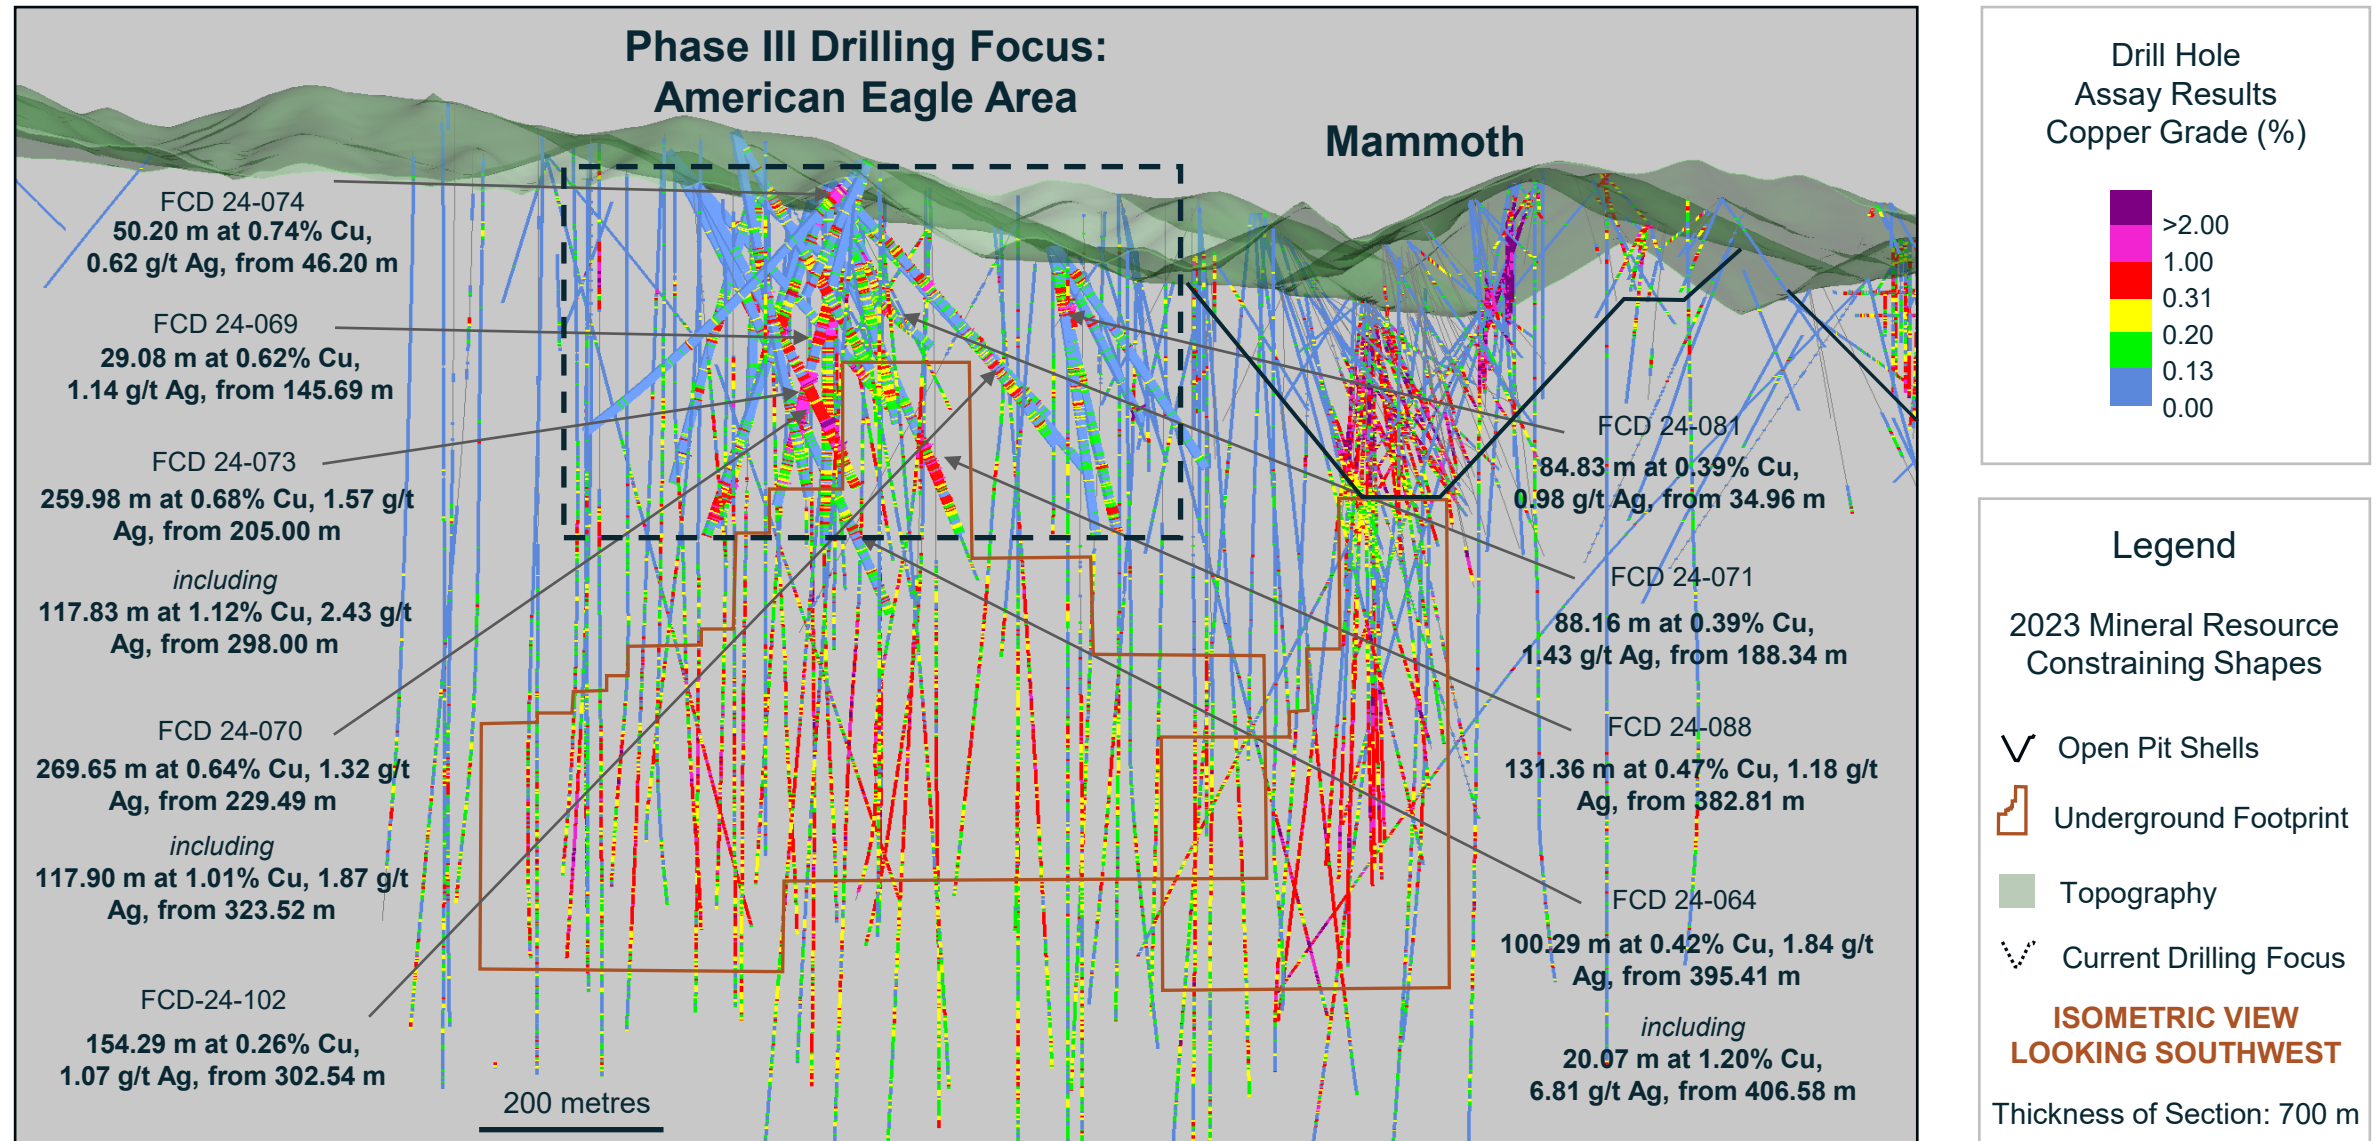 Phase III Drilling Focus:
American Eagle Area
Mammoth
FCD 24-074
50.20 m at 0.74% Cu,
0.62 g/t Ag, from 46.20 m
FCD 24-069
29.08 m at 0.62% Cu,
1.14 g/t Ag, from 145.69 m
FCD 24-073
259.98 m at 0.68% Cu, 1.57 g/t
Ag, from 205.00 m
including
117.83 m at 1.12% Cu, 2.43 g/t
Ag, from 298.00 m
FCD 24-070
269.65 m at 0.64% Cu, 1.32 g/t
Ag, from 229.49 m
including
117.90 m at 1.01% Cu, 1.87 g/t
Ag, from 323.52 m
FCD-24-102
154.29 m at 0.26% Cu,
1.07 g/t Ag, from 302.54 m
200 metres
FCD 24-081
84.83 m at 0.39% Cu,
0.98 g/t Ag, from 34.96 m
FCD 24-071
88.16 m at 0.39% Cu,
1.43 g/t Ag, from 188.34 m
FCD 24-088
131.36 m at 0.47% Cu, 1.18 g/t
Ag, from 382.81 m
FCD 24-064
100.29 m at 0.42% Cu, 1.84 g/t
Ag, from 395.41 m
including
20.07 m at 1.20% Cu,
6.81 g/t Ag, from 406.58 m
Drill Hole
Assay Results
Copper Grade (%)
>2.00
1.00
0.31
0.20
0.13
0.00
Legend
2023 Mineral Resource
Constraining Shapes
Open Pit Shells
Underground Footprint
Topography
Current Drilling Focus
ISOMETRIC VIEW
LOOKING SOUTHWEST
Thickness of Section: 700 m